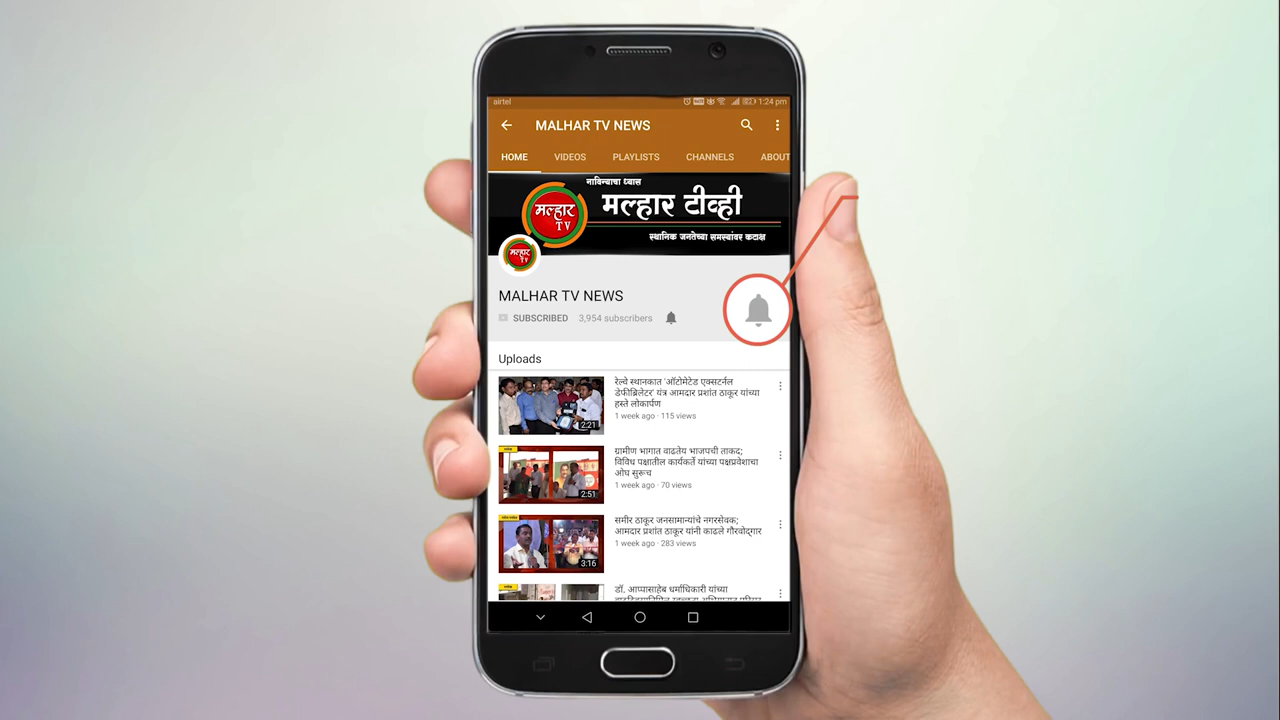 airtel
1:24 pm
MALHAR TV NEWS
HOME VIDEOS PLAYLISTS CHANNELS ABOUT
नाविन्याचा ध्यास
मल्हार टीव्ही
मल्हार
TV
स्थानिक जनतेच्या समस्यांवर कटाक्ष
मल्हार
TV
MALHAR TV NEWS
SUBSCRIBED 3,954 subscribers
Uploads
रेल्वे स्थानकात 'ऑटोमेटेड एक्सटर्नल
डेफीब्रिलेटर' यंत्र आमदार प्रशांत ठाकूर यांच्या
हस्ते लोकार्पण
1 week ago · 115 views
2:21
ग्रामीण भागात वाढतेय भाजपची ताकद;
विविध पक्षातील कार्यकर्ते यांच्या पक्षप्रवेशाचा
ओघ सुरूच
1 week ago · 70 views
2:51
समीर ठाकूर जनसामान्यांचे नगरसेवक;
आमदार प्रशांत ठाकूर यांनी काढले गौरवोद्गार
1 week ago · 283 views
3:16
डॉ. आप्पासाहेब धर्माधिकारी यांच्या